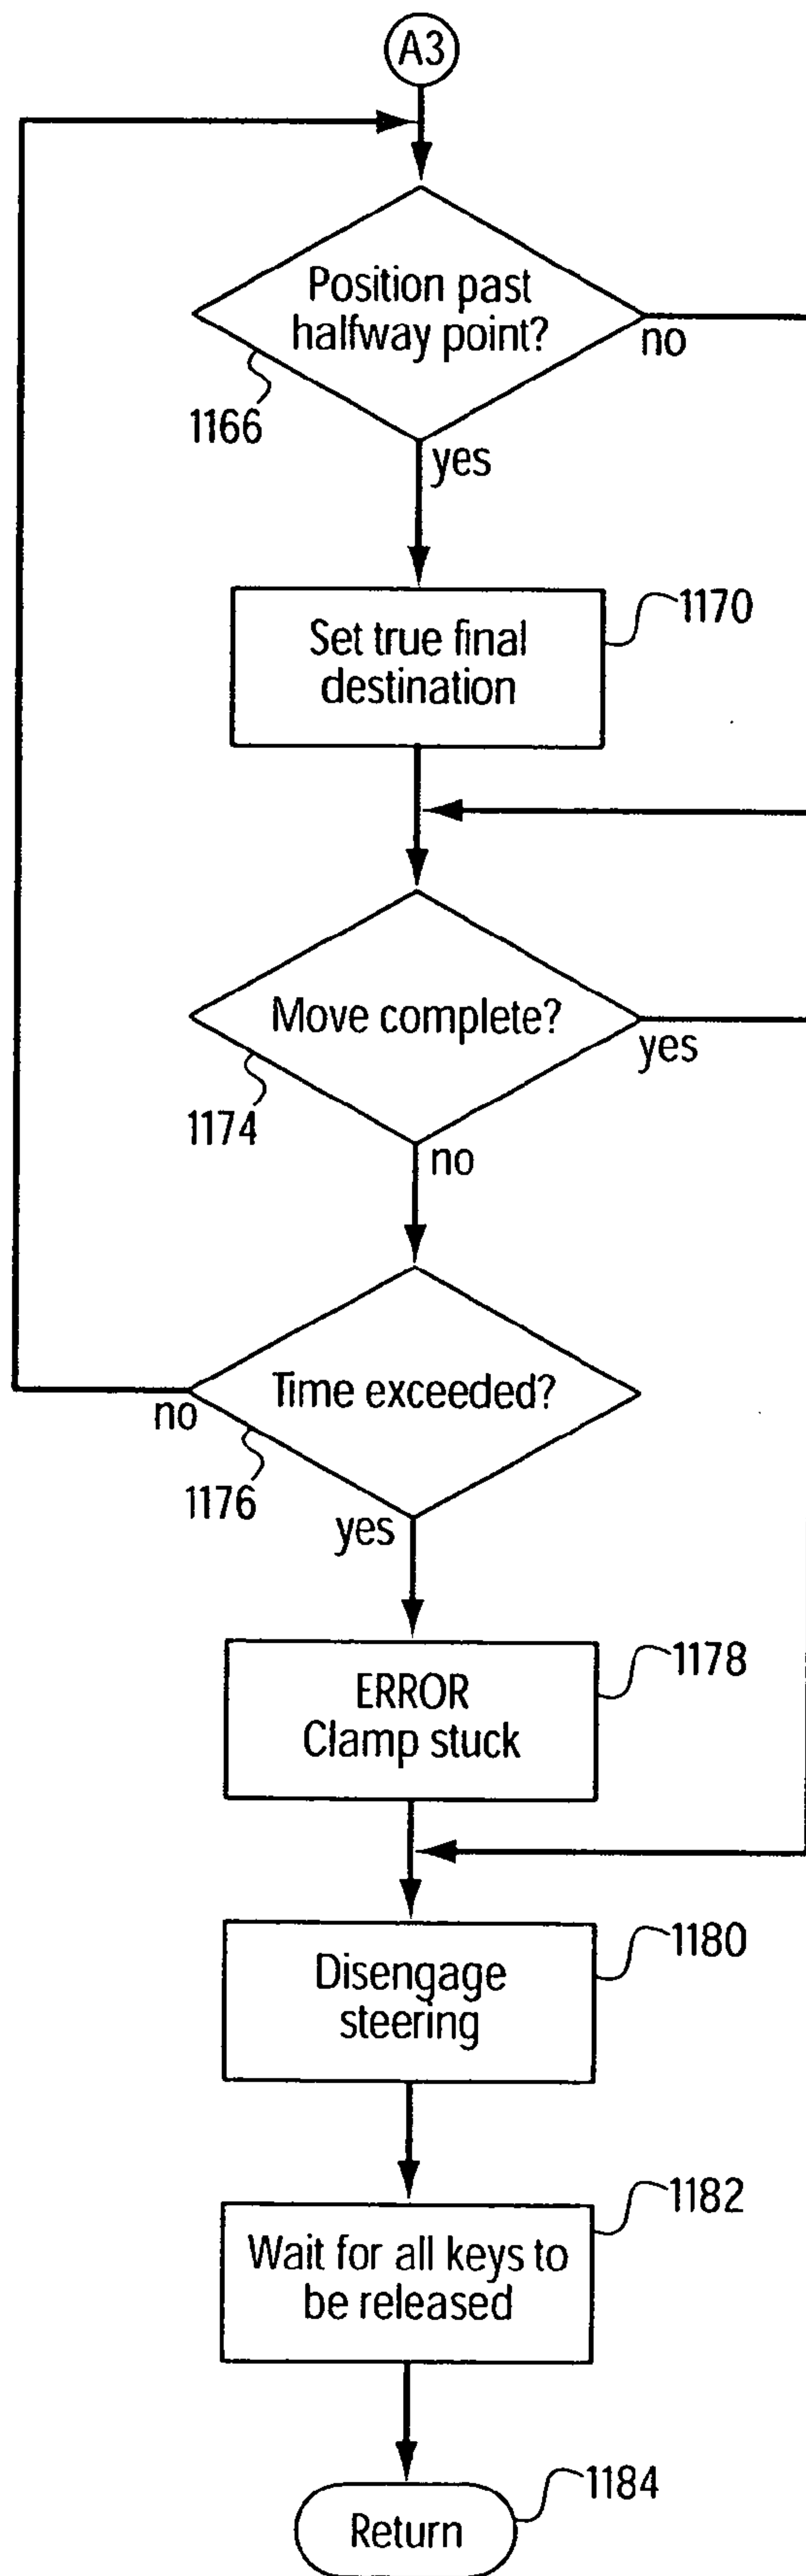 A3
Position past
halfway point?
no
1166
yes
1170
Set true final
destination
Move complete?
yes
1174
no
Time exceeded?
no
1176
yes
1178
ERROR
Clamp stuck
1180
Disengage
steering
1182
Wait for all keys to
be released
1184
Return